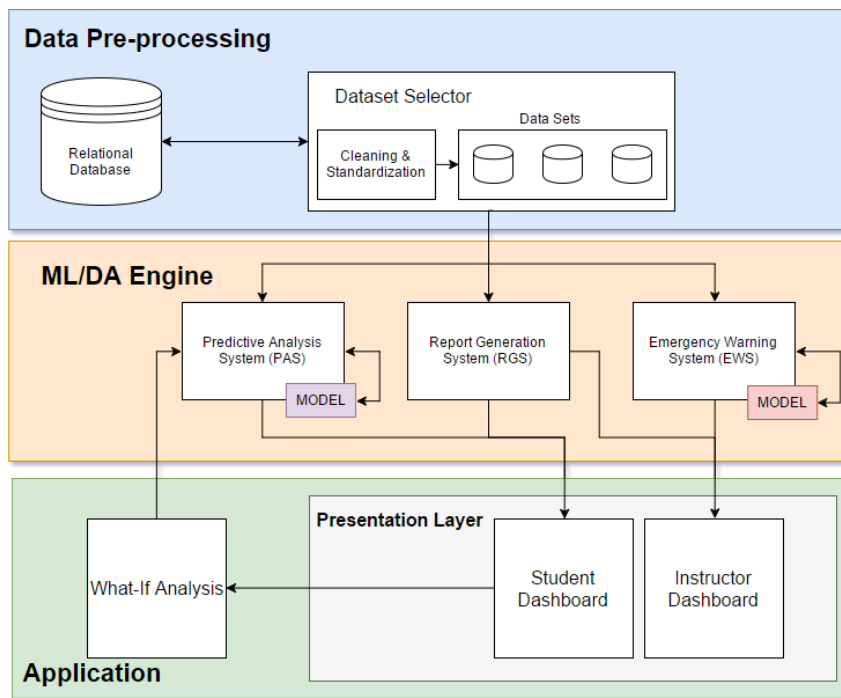 Data Pre-processing
Relational
Database
Dataset Selector
Data Sets
Cleaning &
Standardization
ML/DA Engine
Predictive Analysis
System (PAS)
MODEL
Report Generation
System (RGS)
Emergency Warning
System (EWS)
MODEL
Presentation Layer
What-If Analysis
Student
Dashboard
Instructor
Dashboard
Application